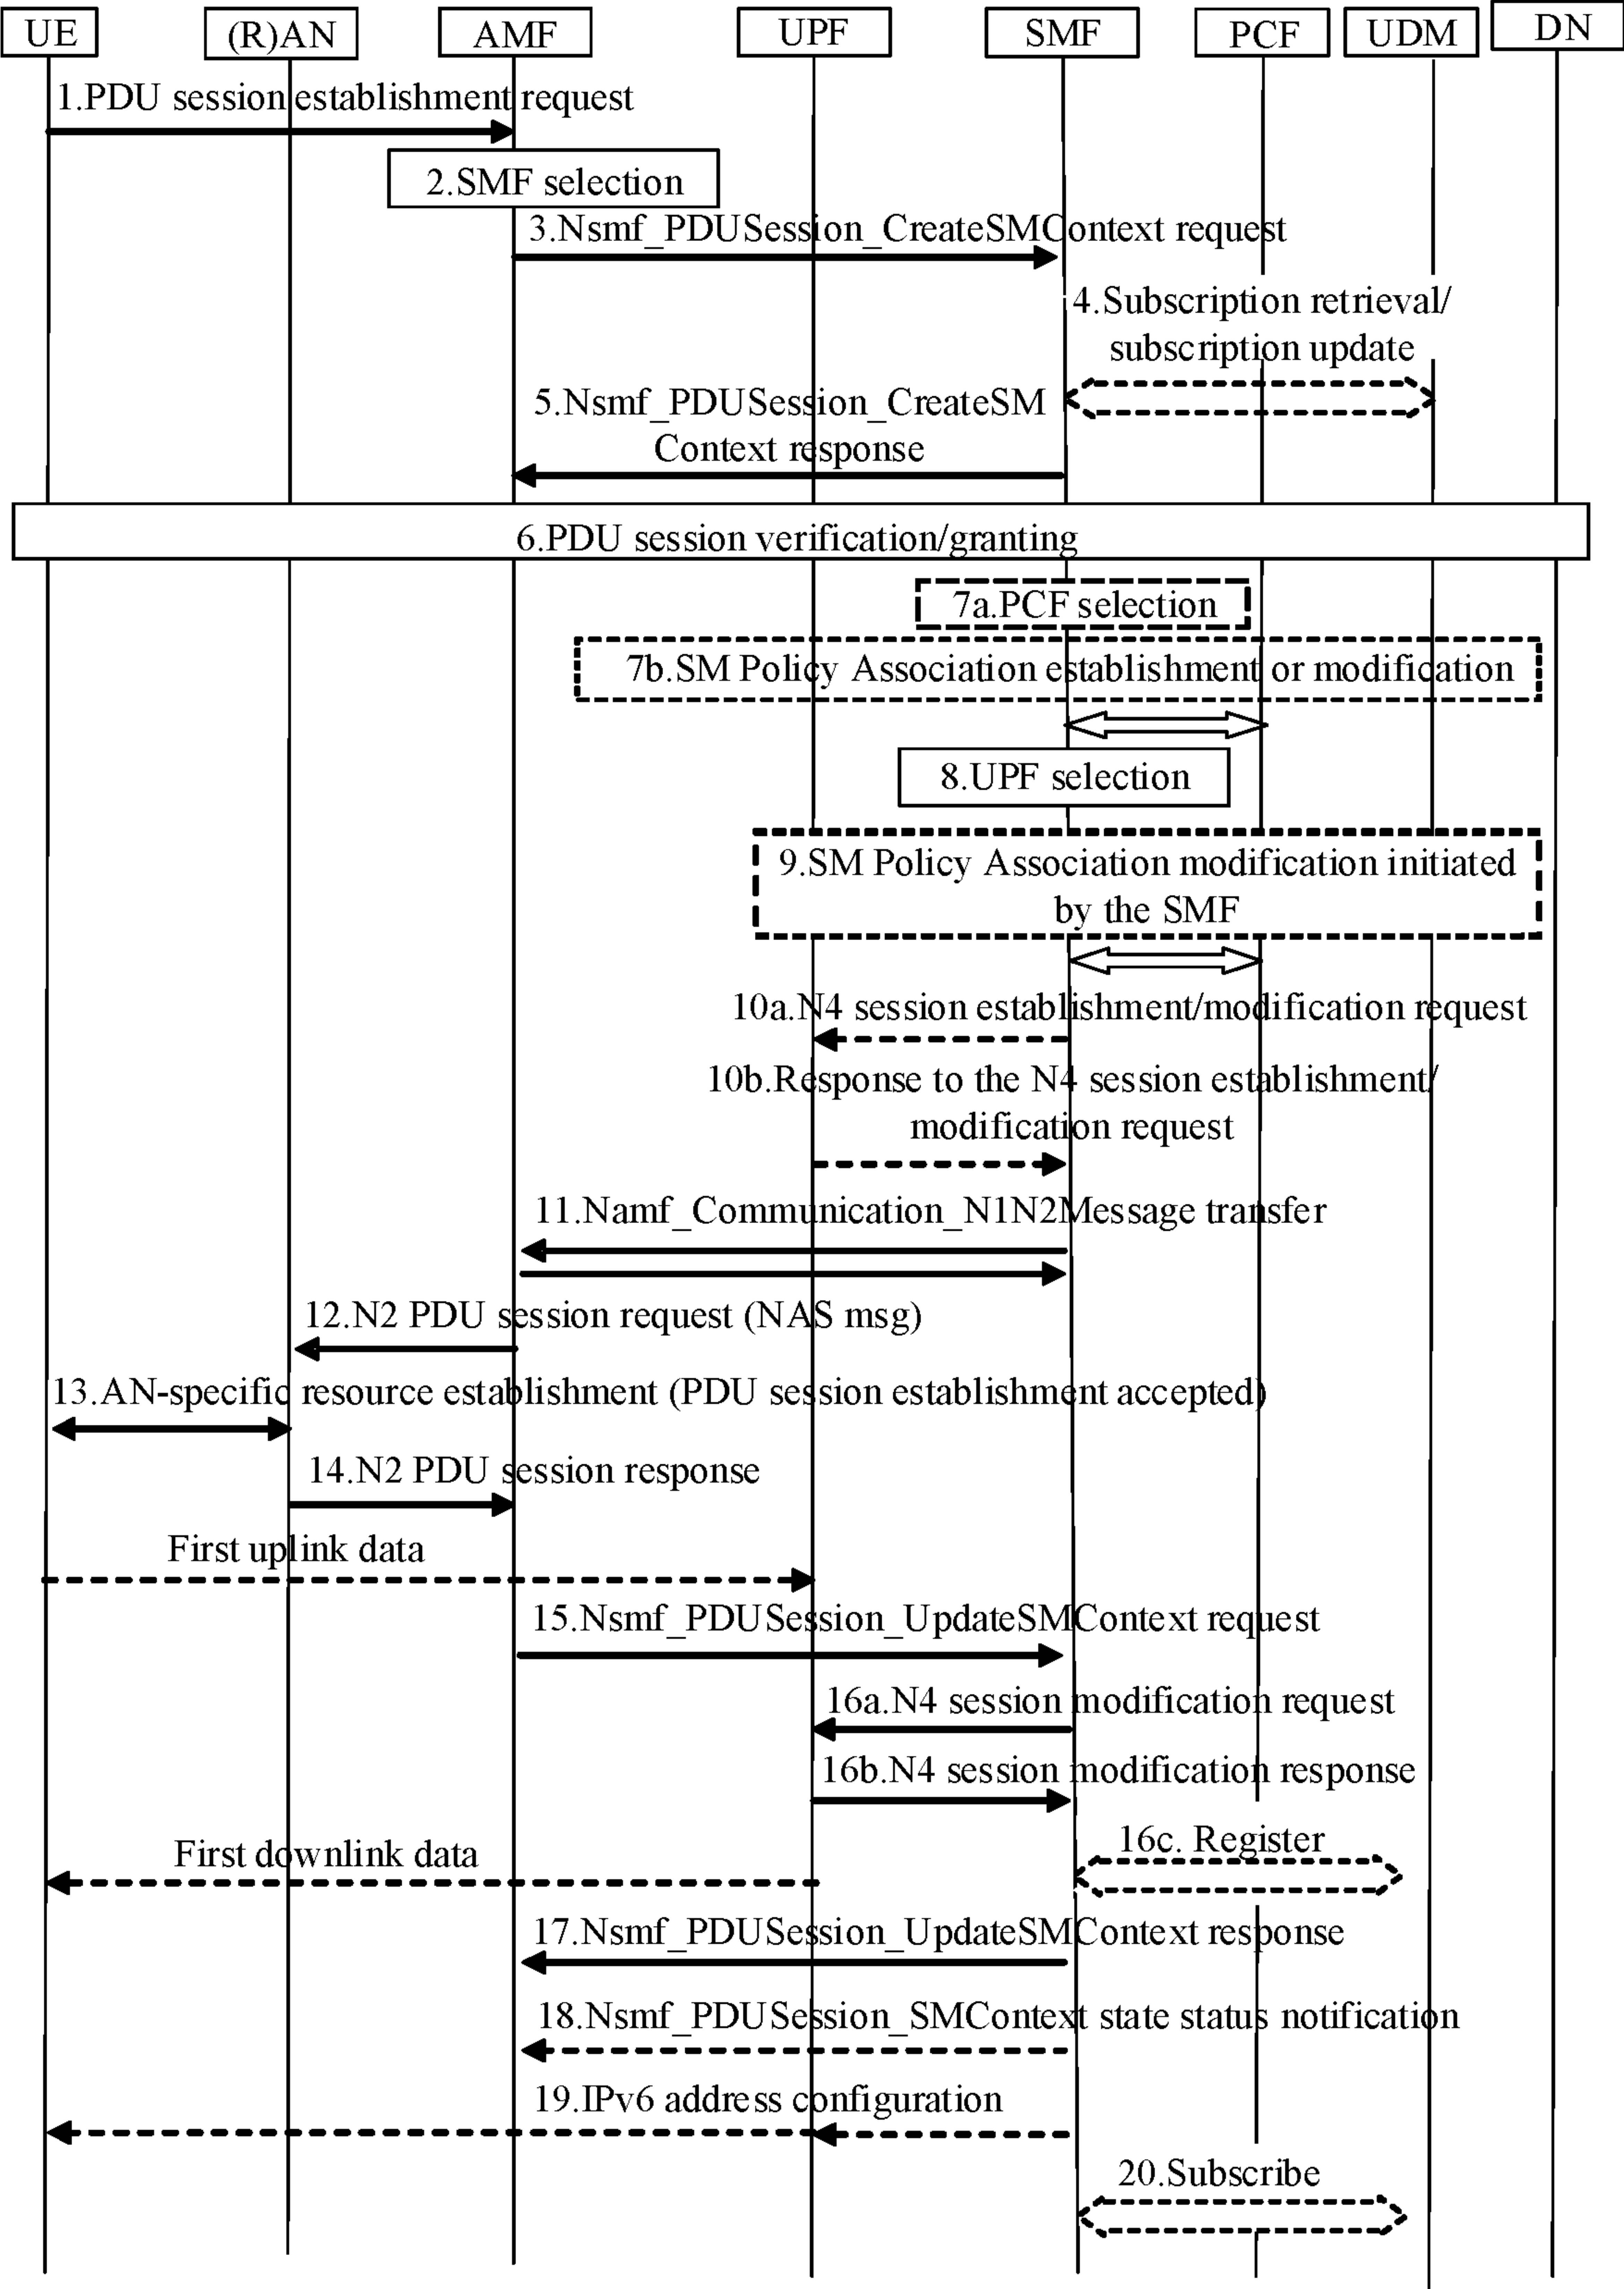 UE (R)AN AMF UPF SMF PCF UDM DN
1.PDU session establishment request
2.SMF selection
3.Nsmf_PDUSession_CreateSMContext request
4.Subscription retrieval/
subscription update
5.Nsmf_PDUSession_CreateSM
Context response
6.PDU session verification/granting
7a.PCF selection
7b.SM Policy Association establishment or modification
8.UPF selection
9.SM Policy Association modification initiated
by the SMF
10a.N4 session establishment/modification request
10b.Response to the N4 session establishment/
modification request
11.Namf_Communication_N1N2Message transfer
12.N2 PDU session request (NAS msg)
13.AN-specific resource establishment (PDU session establishment accepted)
14.N2 PDU session response
First uplink data
15.Nsmf_PDUSession_UpdateSMContext request
16a.N4 session modification request
16b.N4 session modification response
16c. Register
First downlink data
17.Nsmf_PDUSession_UpdateSMContext response
18.Nsmf_PDUSession_SMContext state status notification
19.IPv6 address configuration
20.Subscribe